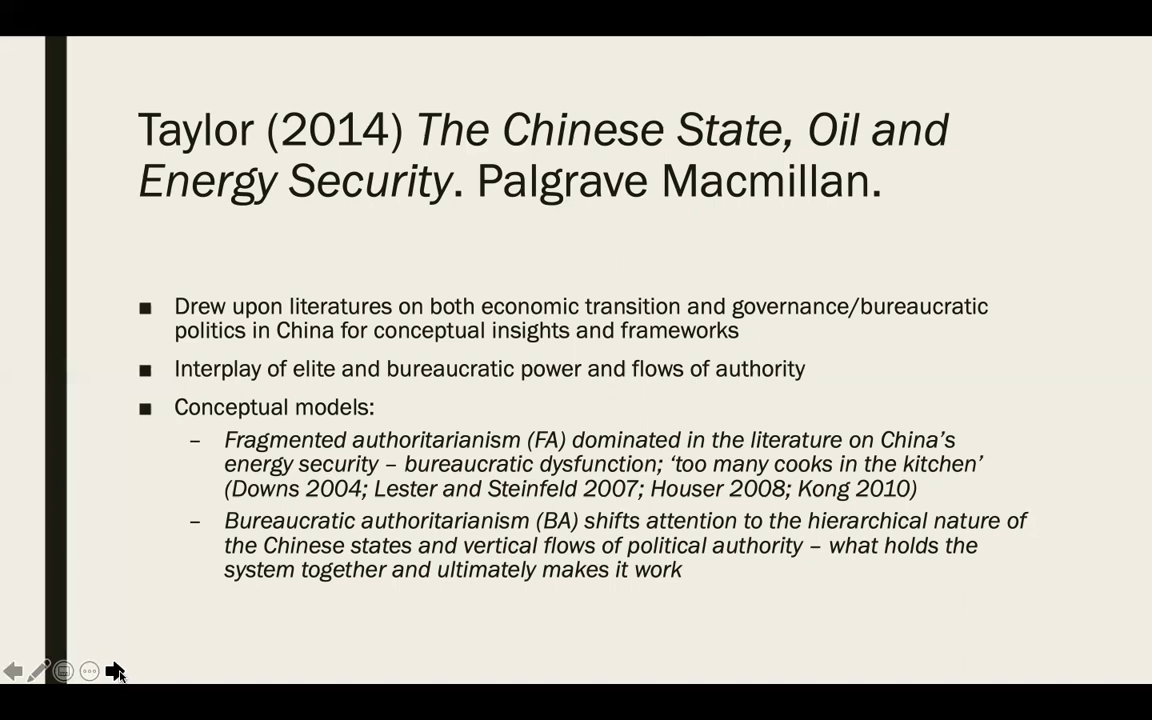 Taylor (2014) The Chinese State, Oil and
Energy Security. Palgrave Macmillan.
■ Drew upon literatures on both economic transition and governance/bureaucratic
politics in China for conceptual insights and frameworks
■ Interplay of elite and bureaucratic power and flows of authority
■ Conceptual models:
– Fragmented authoritarianism (FA) dominated in the literature on China’s
energy security – bureaucratic dysfunction; ‘too many cooks in the kitchen’
(Downs 2004; Lester and Steinfeld 2007; Houser 2008; Kong 2010)
– Bureaucratic authoritarianism (BA) shifts attention to the hierarchical nature of
the Chinese states and vertical flows of political authority – what holds the
system together and ultimately makes it work